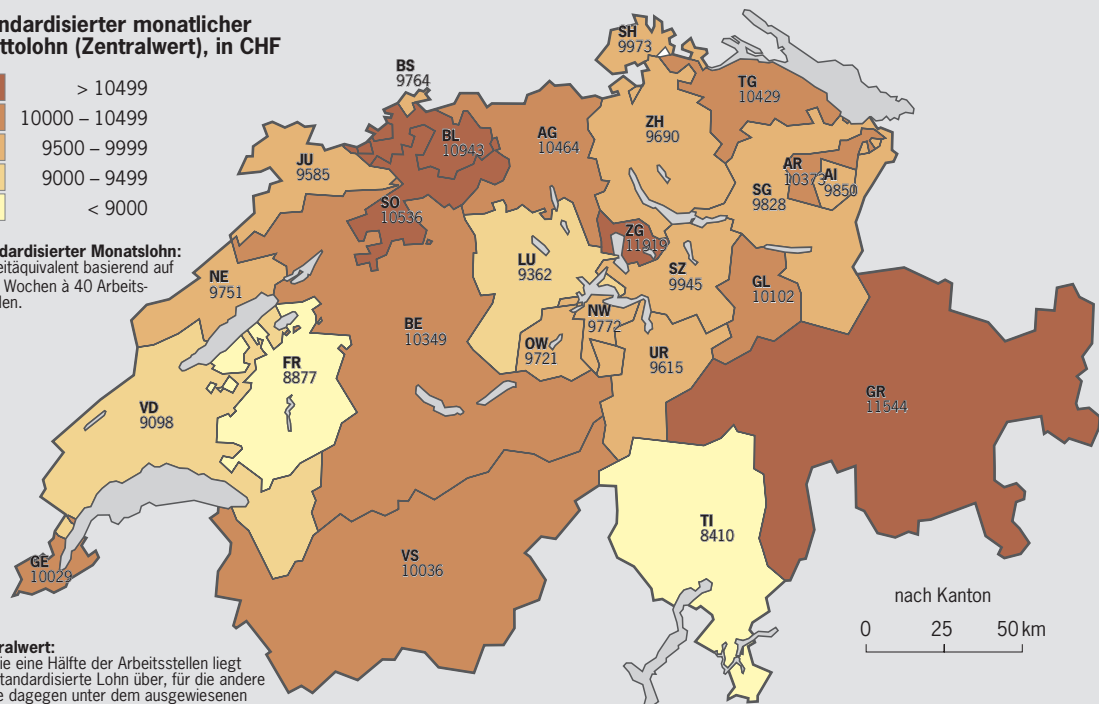 ndardisierter monatlicher
ttolohn (Zentralwert), in CHF
> 10499
10000 – 10499
9500 – 9999
9000 – 9499
< 9000
dardisierter Monatslohn:
eitäquivalent basierend auf
Wochen à 40 Arbeits-
den.
SH
9973
BS
9764
TG
10429
BL
10943
AG
10464
ZH
9690
JU
9585
AR
10373
AI
9850
SG
9828
SO
10536
ZG
11919
LU
9362
SZ
9945
NE
9751
GL
10102
NW
9772
BE
10349
OW
9721
UR
9615
FR
8877
GR
11544
VD
9098
TI
8410
VS
10036
GE
10029
nach Kanton
0 25 50 km
ralwert:
ie eine Hälfte der Arbeitsstellen liegt
standardisierte Lohn über, für die andere
e dagegen unter dem ausgewiesenen